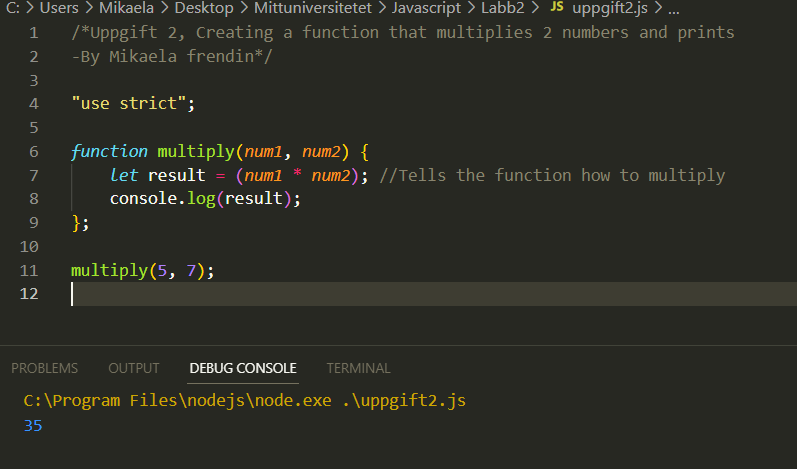 C: > Users > Mikaela > Desktop > Mittuniversitetet > Javascript > Labb2 > JS uppgift2.js > ...
1 /*Uppgift 2, Creating a function that multiplies 2 numbers and prints
2 -By Mikaela frendin*/
3
4 "use strict";
5
6 function multiply(num1, num2) {
7 let result = (num1 * num2); //Tells the function how to multiply
8 console.log(result);
9 };
10
11 multiply(5, 7);
12
PROBLEMS OUTPUT DEBUG CONSOLE TERMINAL
C:\Program Files\nodejs\node.exe .\uppgift2.js
35